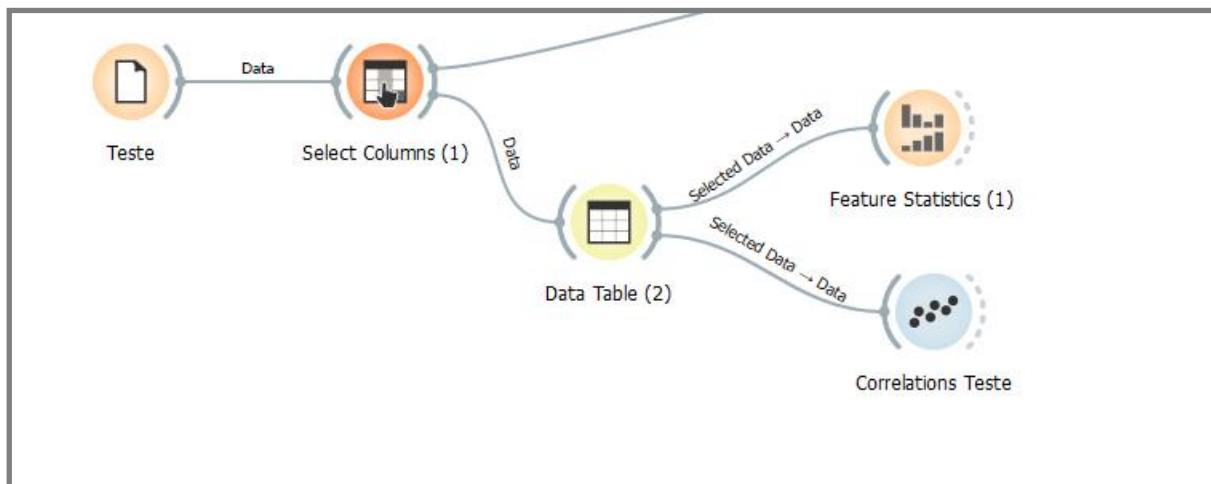 Data
Teste
Select Columns (1)
Data
Selected Data → Data
Feature Statistics (1)
Selected Data → Data
Data Table (2)
Correlations Teste